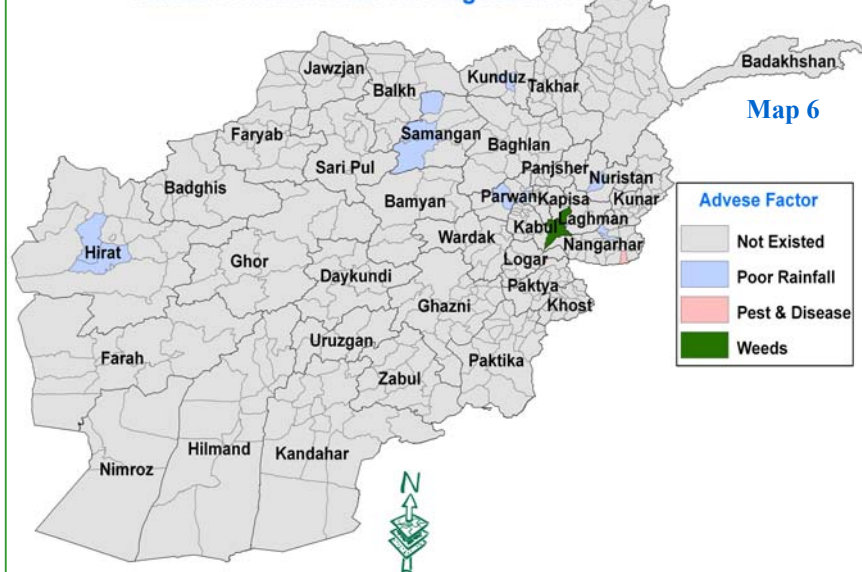 Jawzjan
Balkh
Kunduz
Takhar
Badakhshan
Map 6
Faryab
Samangan
Baghlan
Sari Pul
Panjsher
Badghis
Nuristan
Bamyan
Parwan
Kapisa
Kunar
Laghman
Kabul
Hirat
Wardak
Nangarhar
Ghor
Logar
Daykundi
Paktya
Ghazni
Khost
Uruzgan
Farah
Paktika
Zabul
Hilmand
Kandahar
Nimroz
Advese Factor
Not Existed
Poor Rainfall
Pest & Disease
Weeds
N